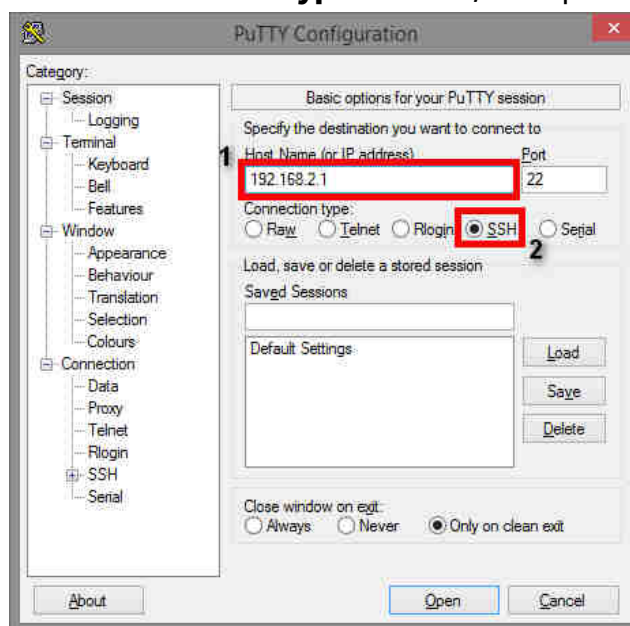 PuTTY Configuration
Category:
Session
Logging
Terminal
Keyboard
Bell
Features
Window
Appearance
Behaviour
Translation
Selection
Colours
Connection
Data
Proxy
Telnet
Rlogin
SSH
Serial
Basic options for your PuTTY session
Specify the destination you want to connect to
1 Host Name (or IP address) Port
192.168.2.1 22
Connection type:
Raw Telnet Rlogin SSH Serial
2
Load, save or delete a stored session
Saved Sessions
Default Settings
Load
Save
Delete
Close window on exit:
Always Never Only on clean exit
About Open Cancel